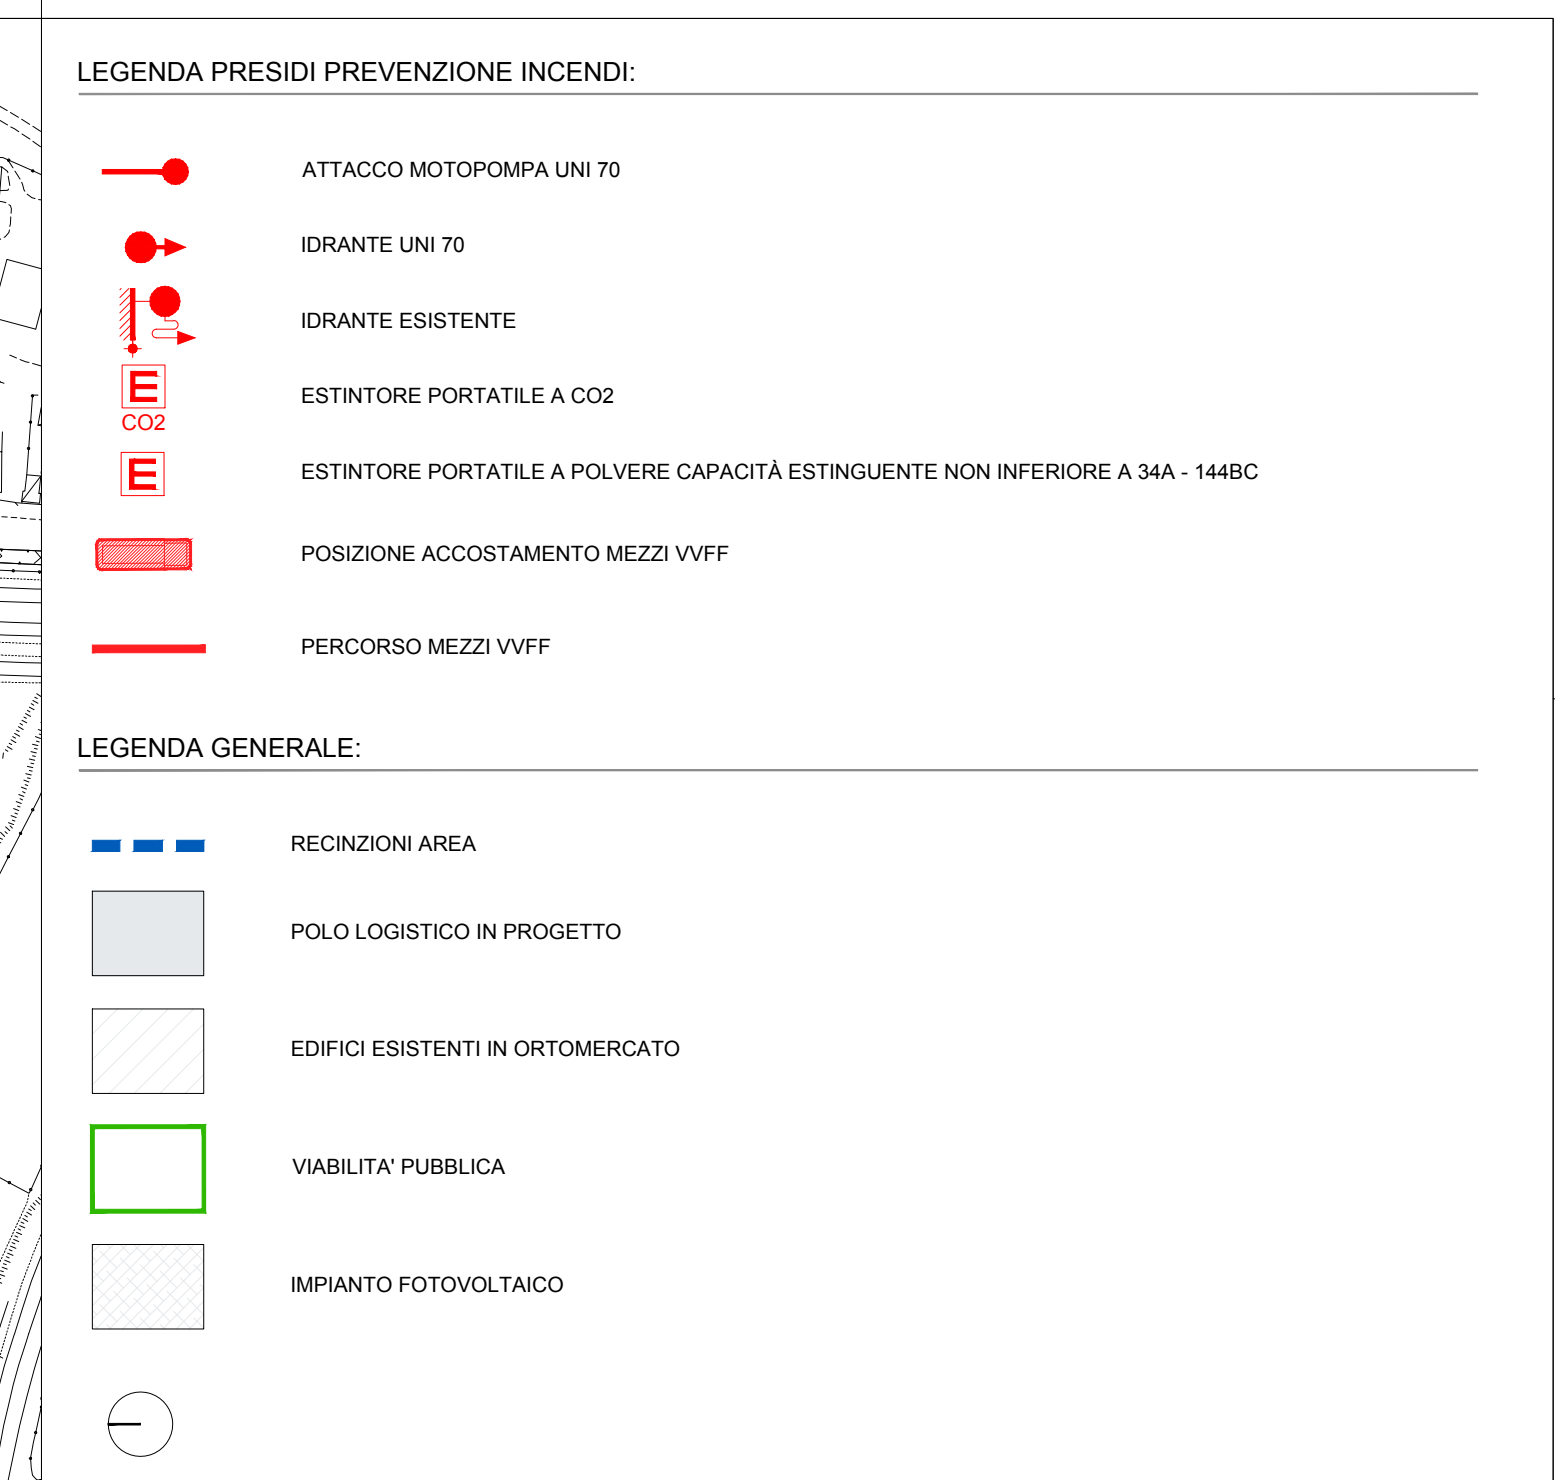 LEGENDA PRESIDI PREVENZIONE INCENDI:
ATTACCO MOTOPOMPA UNI 70
IDRANTE UNI 70
IDRANTE ESISTENTE
E
CO2
ESTINTORE PORTATILE A CO2
E
ESTINTORE PORTATILE A POLVERE CAPACITÀ ESTINGUENTE NON INFERIORE A 34A - 144BC
POSIZIONE ACCOSTAMENTO MEZZI VVFF
PERCORSO MEZZI VVFF
LEGENDA GENERALE:
RECINZIONI AREA
POLO LOGISTICO IN PROGETTO
EDIFICI ESISTENTI IN ORTOMERCATO
VIABILITA' PUBBLICA
IMPIANTO FOTOVOLTAICO